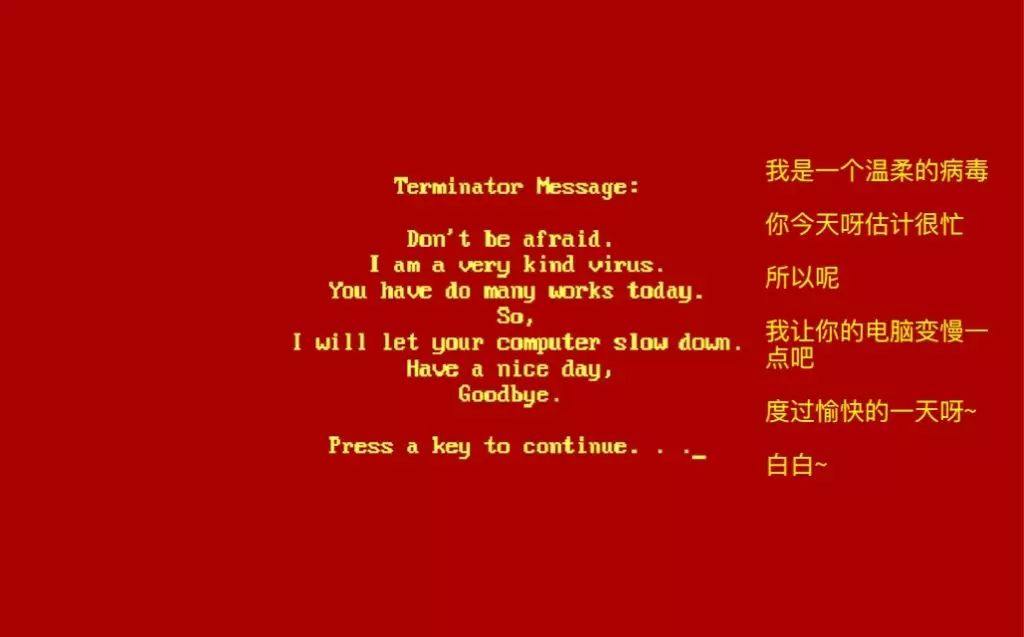 Terminator Message:
Don't be afraid.
I am a very kind virus.
You have do many works today.
So,
I will let your computer slow down.
Have a nice day,
Goodbye.
Press a key to continue. . ._
我是一个温柔的病毒
你今天呀估计很忙
所以呢
我让你的电脑变慢一
点吧
度过愉快的一天呀~
白白~